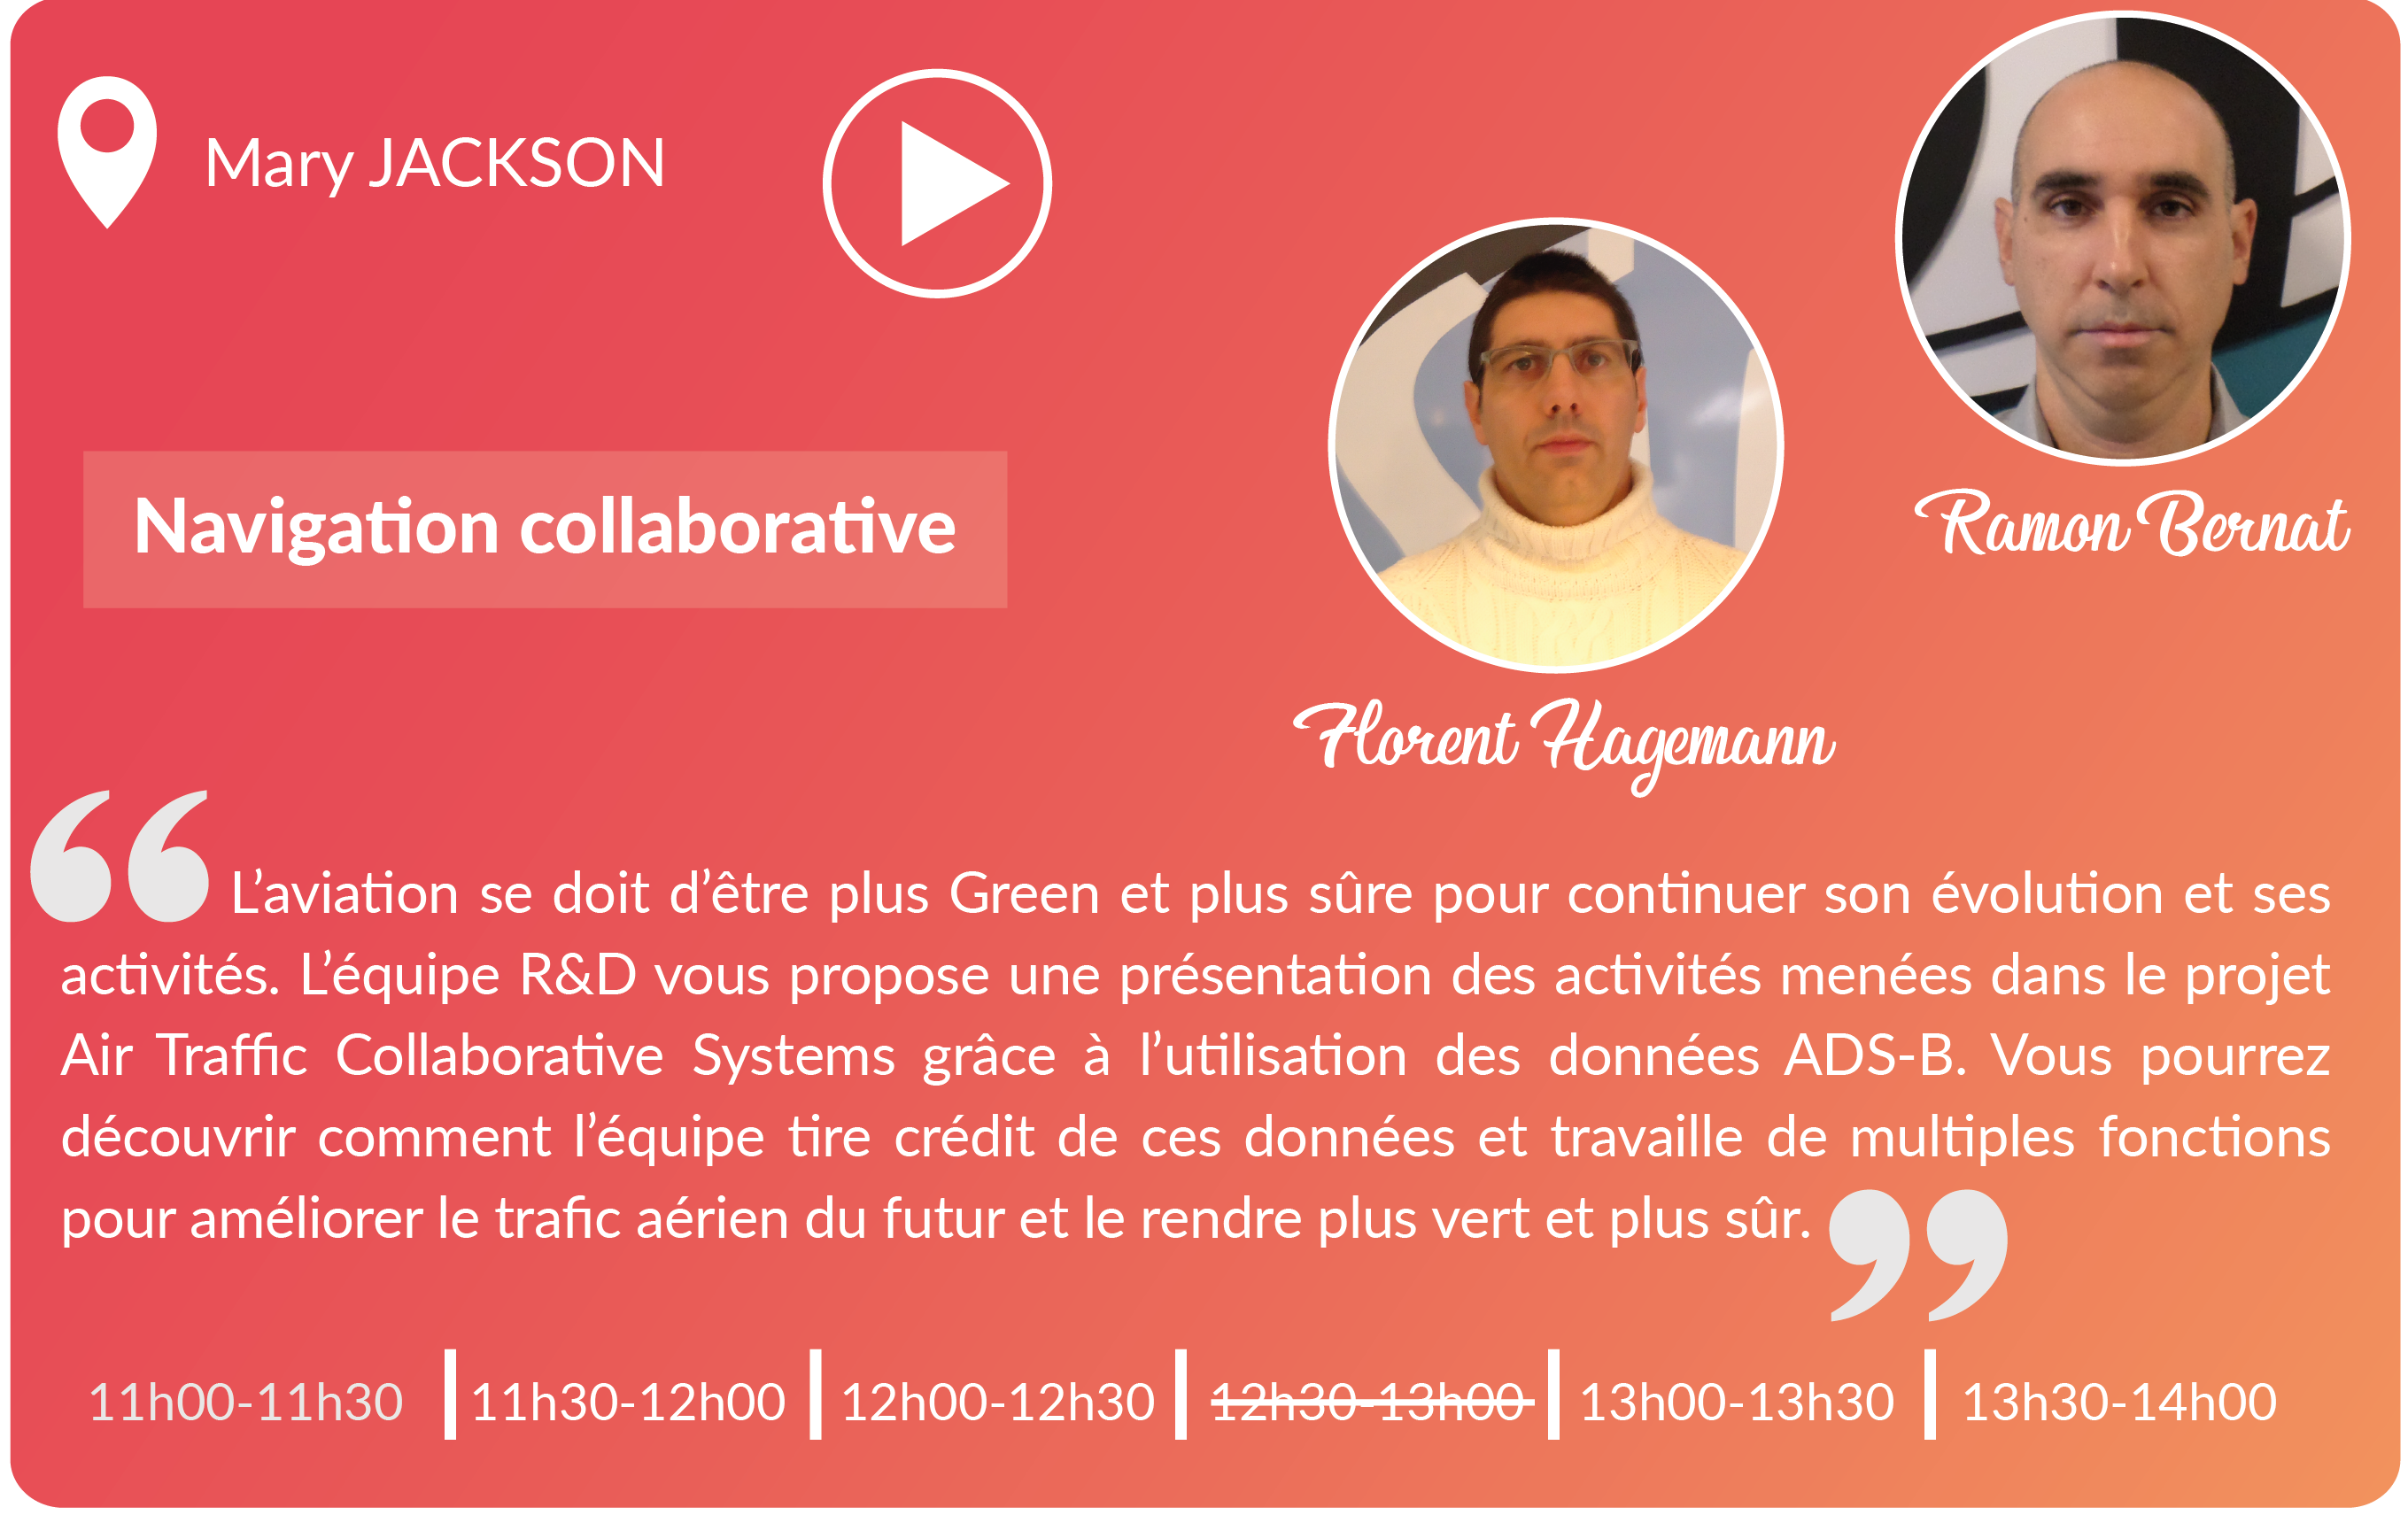 Mary JACKSON
Navigation collaborative
Ramon Bernat
Florent Hagemann
“L’aviation se doit d’être plus Green et plus sûre pour continuer son évolution et ses
activités. L’équipe R&D vous propose une présentation des activités menées dans le projet
Air Traffic Collaborative Systems grâce à l’utilisation des données ADS-B. Vous pourrez
découvrir comment l’équipe tire crédit de ces données et travaille de multiples fonctions
pour améliorer le trafic aérien du futur et le rendre plus vert et plus sûr.”
11h00-11h30 | 11h30-12h00 | 12h00-12h30 | 12h30-13h00 | 13h00-13h30 | 13h30-14h00